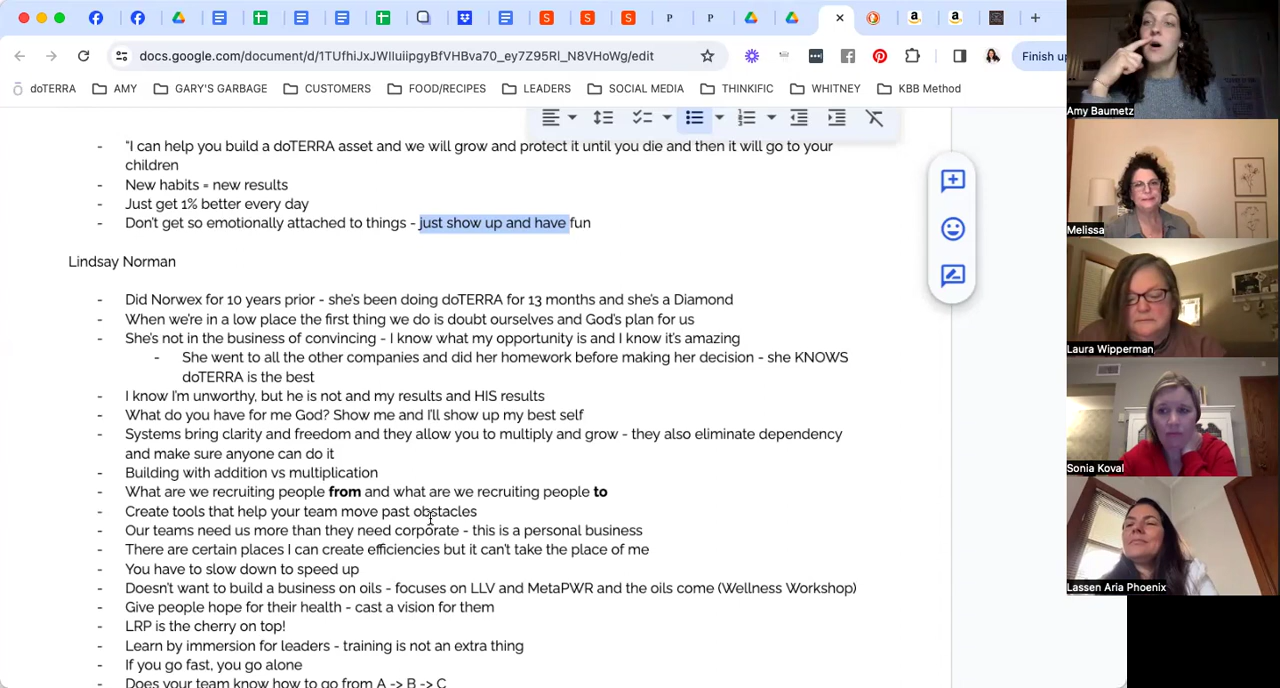 docs.google.com/document/d/1TUfhiJxJWlIuiipgyBfVHBva70_ey7Z95Rl_N8VHoWg/edit
Finish u
doTERRA
AMY
GARY'S GARBAGE
CUSTOMERS
FOOD/RECIPES
LEADERS
SOCIAL MEDIA
THINKIFIC
WHITNEY
KBB Method
- "I can help you build a doTERRA asset and we will grow and protect it until you die and then it will go to your
children
- New habits = new results
- Just get 1% better every day
- Don't get so emotionally attached to things - just show up and have fun
Lindsay Norman
- Did Norwex for 10 years prior - she's been doing doTERRA for 13 months and she's a Diamond
- When we're in a low place the first thing we do is doubt ourselves and God's plan for us
- She's not in the business of convincing - I know what my opportunity is and I know it's amazing
- She went to all the other companies and did her homework before making her decision - she KNOWS
doTERRA is the best
- I know I'm unworthy, but he is not and my results and HIS results
- What do you have for me God? Show me and I'll show up my best self
- Systems bring clarity and freedom and they allow you to multiply and grow - they also eliminate dependency
and make sure anyone can do it
- Building with addition vs multiplication
- What are we recruiting people from and what are we recruiting people to
- Create tools that help your team move past obstacles
- Our teams need us more than they need corporate - this is a personal business
- There are certain places I can create efficiencies but it can't take the place of me
- You have to slow down to speed up
- Doesn't want to build a business on oils - focuses on LLV and MetaPWR and the oils come (Wellness Workshop)
- Give people hope for their health - cast a vision for them
- LRP is the cherry on top!
- Learn by immersion for leaders - training is not an extra thing
- If you go fast, you go alone
- Does your team know how to go from A -> B -> C
Amy Baumetz
Melissa
Laura Wipperman
Sonia Koval
Lassen Aria Phoenix